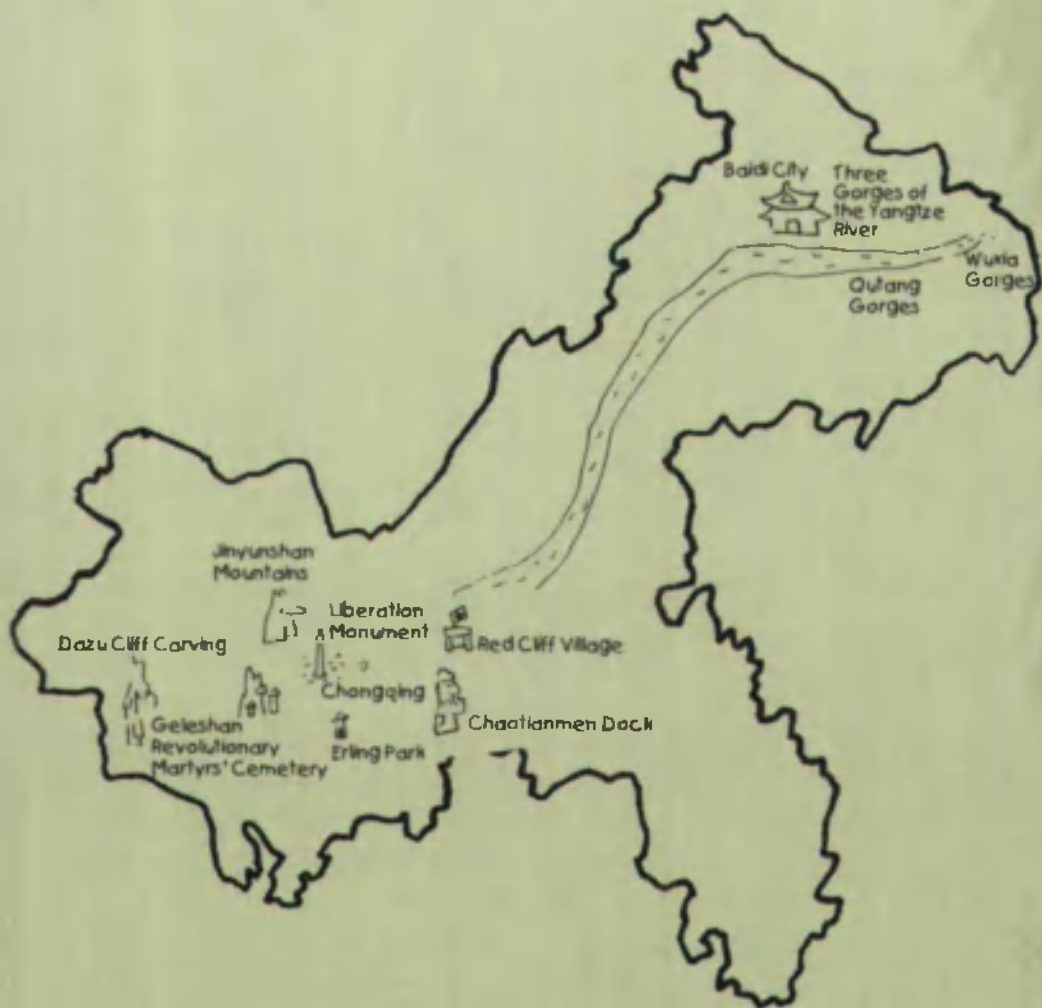 Baidi City
Three
Gorges of
the Yangtze
River
Wuxia
Gorges
Qutang
Gorges
Jinyunshan
Mountains
Liberation
Monument
Dazu Cliff Carving
Red Cliff Village
Chongqing
Chaotianmen Dock
Geleshan
Revolutionary
Martyrs' Cemetery
Erling Park